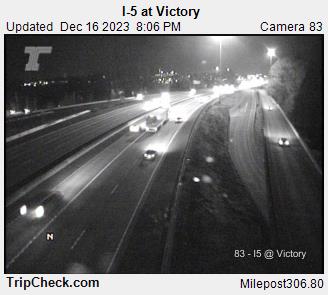 I-5 at Victory
Updated  Dec 16 2023  8:06 PM
Camera 83
T
N
83 - I5 @ Victory
TripCheck.com
Milepost306.80